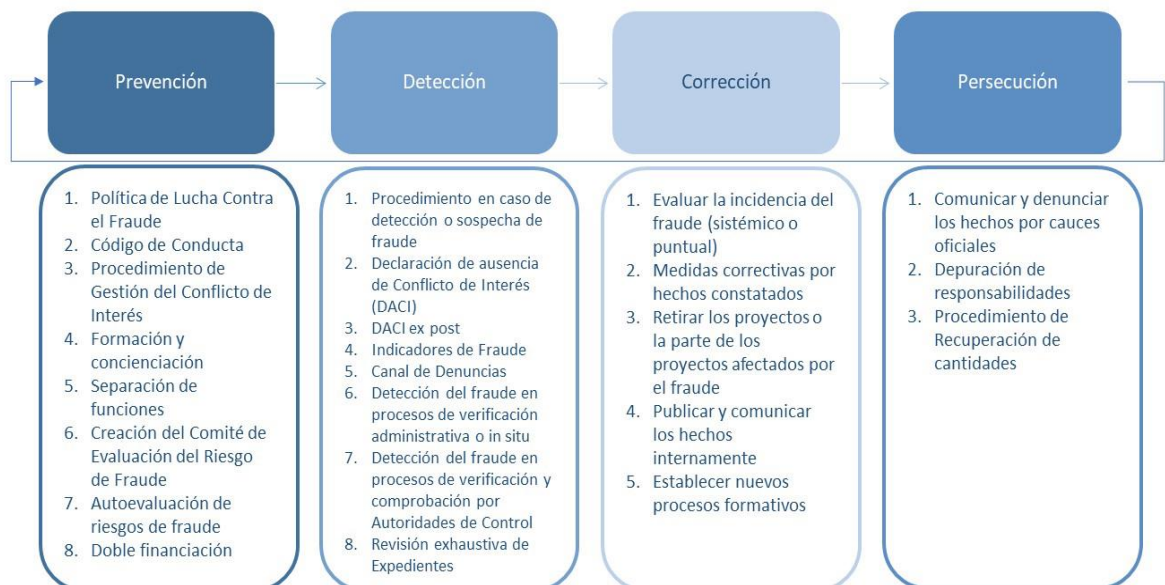 Prevención
Detección
Corrección
Persecución
1. Política de Lucha Contra
el Fraude
2. Código de Conducta
3. Procedimiento de
Gestión del Conflicto de
Interés
4. Formación y
concienciación
5. Separación de
funciones
6. Creación del Comité de
Evaluación del Riesgo
de Fraude
7. Autoevaluación de
riesgos de fraude
8. Doble financiación
1. Procedimiento en caso de
detección o sospecha de
fraude
2. Declaración de ausencia
de Conflicto de Interés
(DACI)
3. DACI ex post
4. Indicadores de Fraude
5. Canal de Denuncias
6. Detección del fraude en
procesos de verificación
administrativa o in situ
7. Detección del fraude en
procesos de verificación y
comprobación por
Autoridades de Control
8. Revisión exhaustiva de
Expedientes
1. Evaluar la incidencia del
fraude (sistémico o
puntual)
2. Medidas correctivas por
hechos constatados
3. Retirar los proyectos o
la parte de los
proyectos afectados por
el fraude
4. Publicar y comunicar
los hechos
internamente
5. Establecer nuevos
procesos formativos
1. Comunicar y denunciar
los hechos por cauces
oficiales
2. Depuración de
responsabilidades
3. Procedimiento de
Recuperación de
cantidades